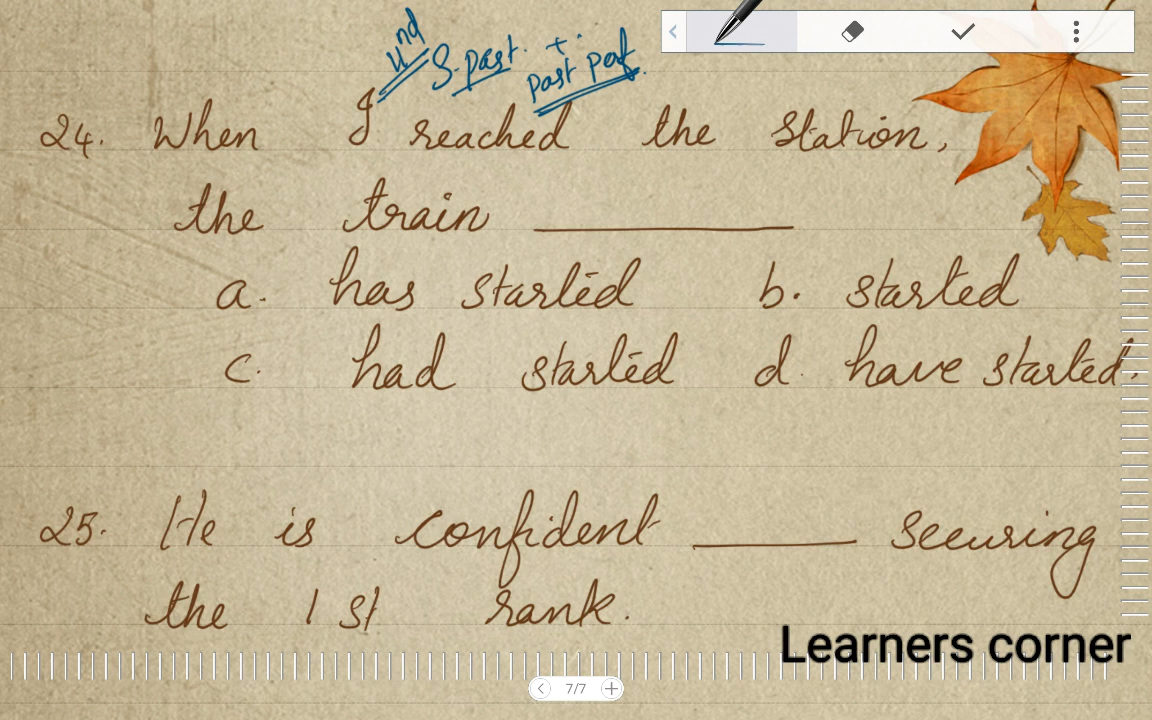 und S. past. +
past perf.
24. When I reached the station,
the train ________
a. has started b. started
c. had started d. have started.
25. He is confident ______ securing
the 1st rank.
Learners corner
7/7